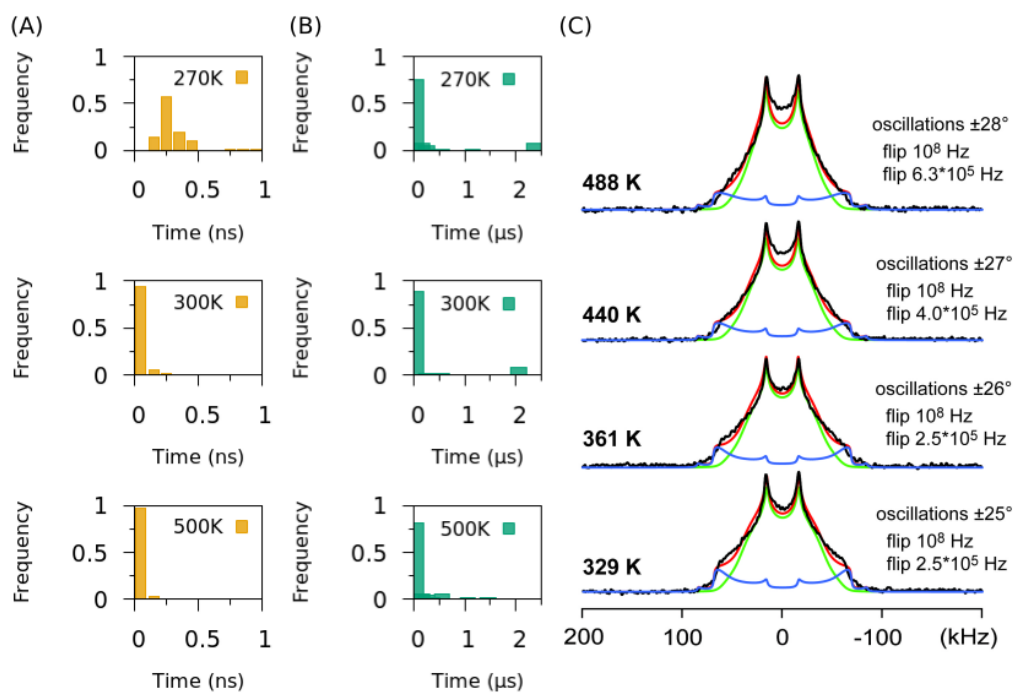 (A)
Frequency
1
0.5
0
270K
0 0.5 1
Time (ns)
Frequency
1
0.5
0
300K
0 0.5 1
Time (ns)
Frequency
1
0.5
0
500K
0 0.5 1
Time (ns)
(B)
Frequency
1
0.5
0
270K
0 1 2
Time (µs)
Frequency
1
0.5
0
300K
0 1 2
Time (µs)
Frequency
1
0.5
0
500K
0 1 2
Time (µs)
(C)
488 K
oscillations ±28°
flip 10⁸ Hz
flip 6.3*10⁵ Hz
440 K
oscillations ±27°
flip 10⁸ Hz
flip 4.0*10⁵ Hz
361 K
oscillations ±26°
flip 10⁸ Hz
flip 2.5*10⁵ Hz
329 K
oscillations ±25°
flip 10⁸ Hz
flip 2.5*10⁵ Hz
200 100 0 -100 (kHz)